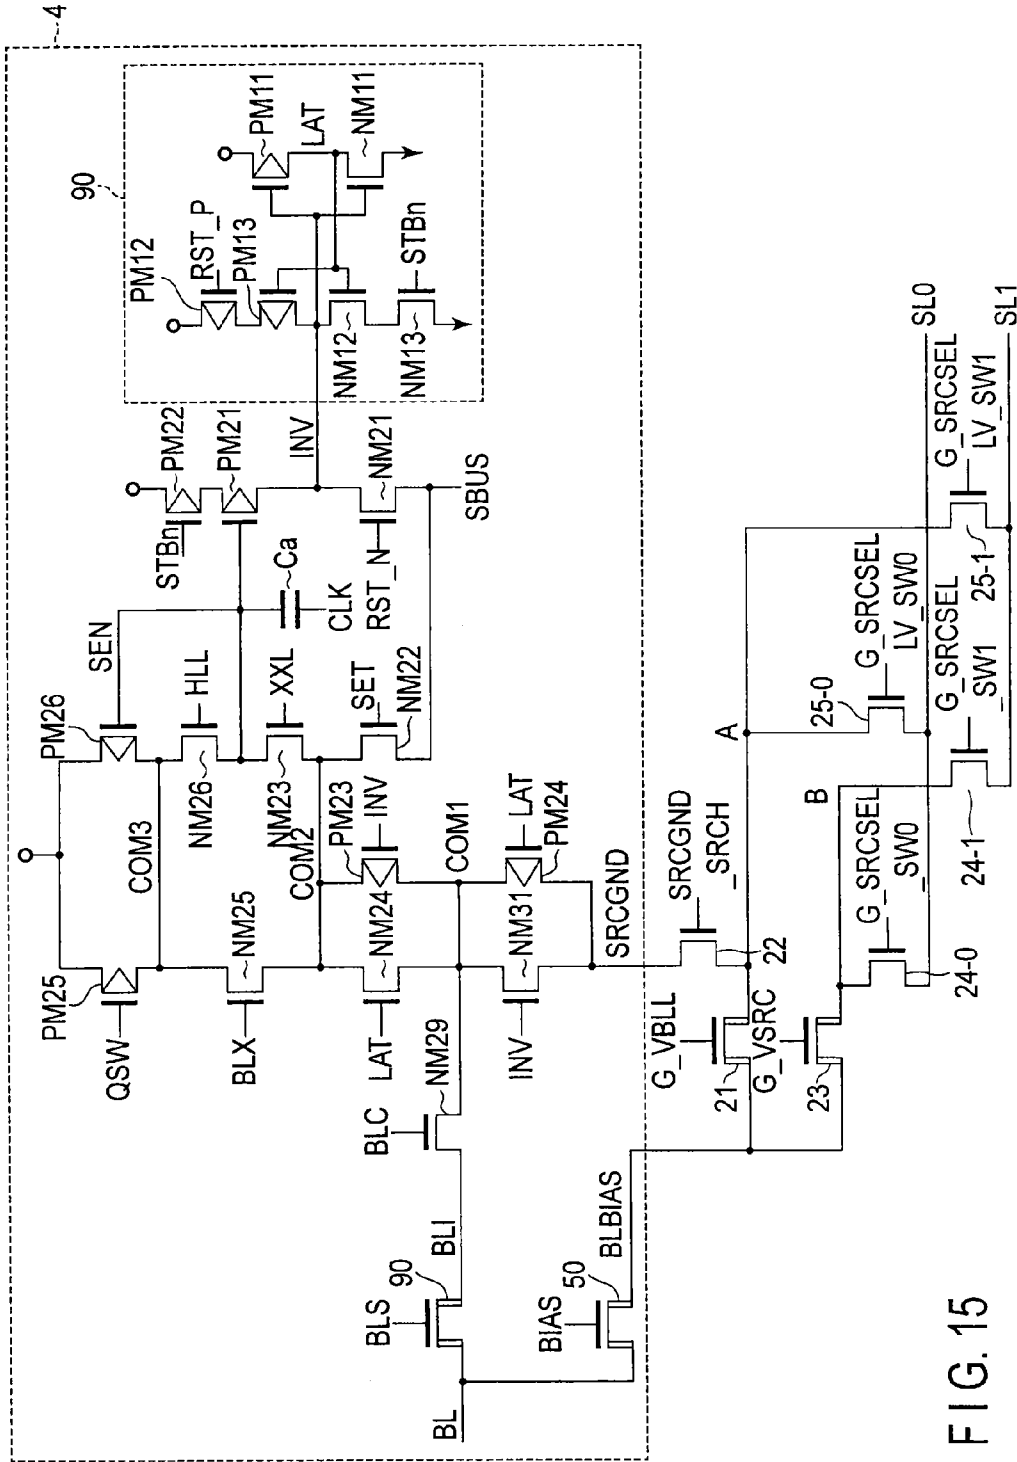 4
90
PM12
RST_P
PM13
PM11
LAT
NM11
STBn
NM12
NM13
INV
PM22
PM21
STBn
NM21
SBUS
SEN
Ca
CLK
RST_N
PM26
HLL
NM26
XXL
NM23
SET
NM22
COM3
COM2
PM23
INV
COM1
LAT
PM24
PM25
QSW
NM25
BLX
NM24
LAT
NM31
INV
SRCGND
NM29
BLC
BLI
90
BLS
BL
BIAS
50
BLBIAS
SRCGND
_SRCH
22
A
G_VBLL
21
G_VSRC
23
B
G_SRCSEL
_SW0
24-0
G_SRCSEL
LV_SW0
25-0
G_SRCSEL
_SW1
24-1
G_SRCSEL
LV_SW1
25-1
SL0
SL1
FIG. 15